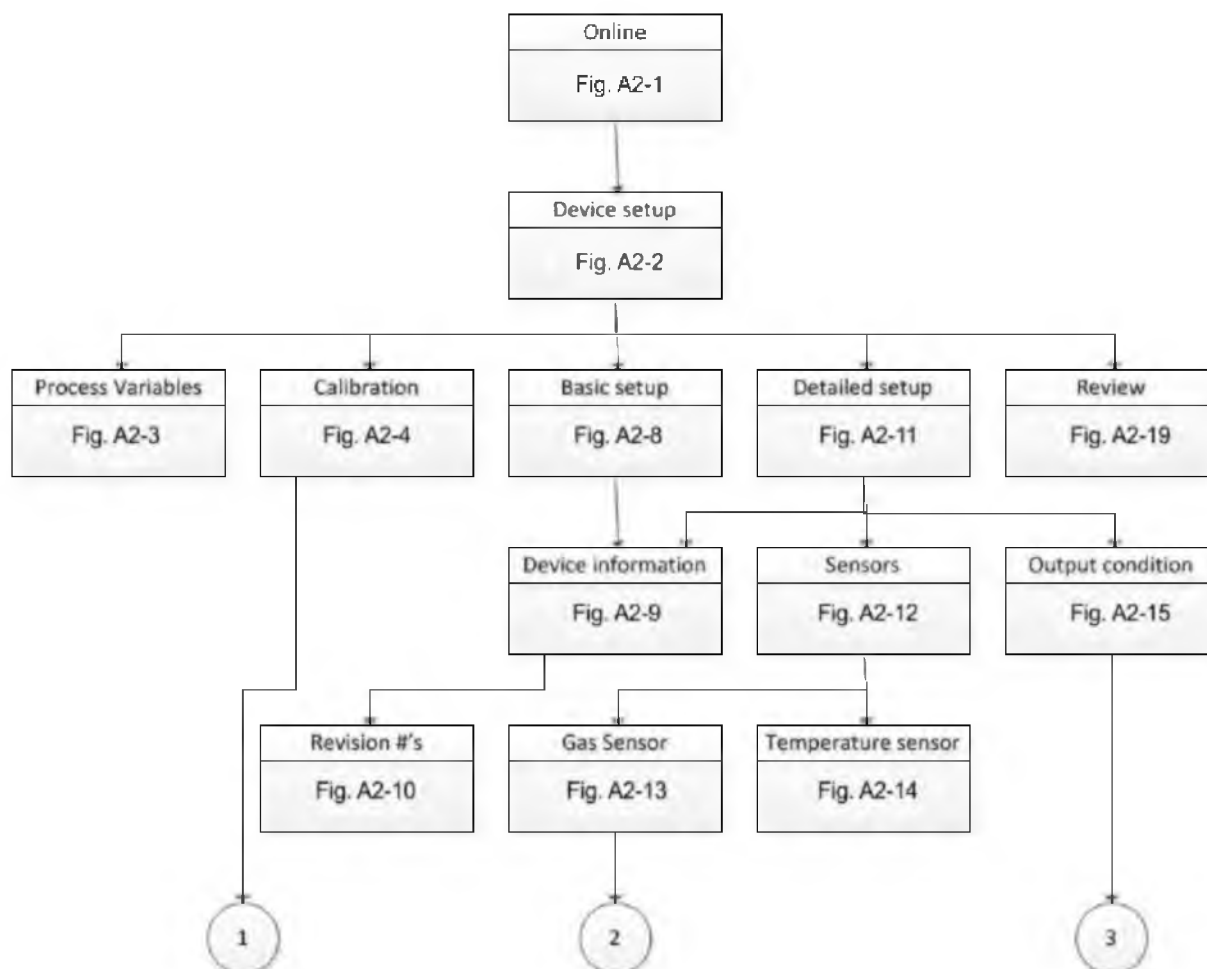 Online
Fig. A2-1
Device setup
Fig. A2-2
Process Variables
Fig. A2-3
Calibration
Fig. A2-4
Basic setup
Fig. A2-8
Detailed setup
Fig. A2-11
Review
Fig. A2-19
Device information
Fig. A2-9
Sensors
Fig. A2-12
Output condition
Fig. A2-15
Revision #'s
Fig. A2-10
Gas Sensor
Fig. A2-13
Temperature sensor
Fig. A2-14
1
2
3